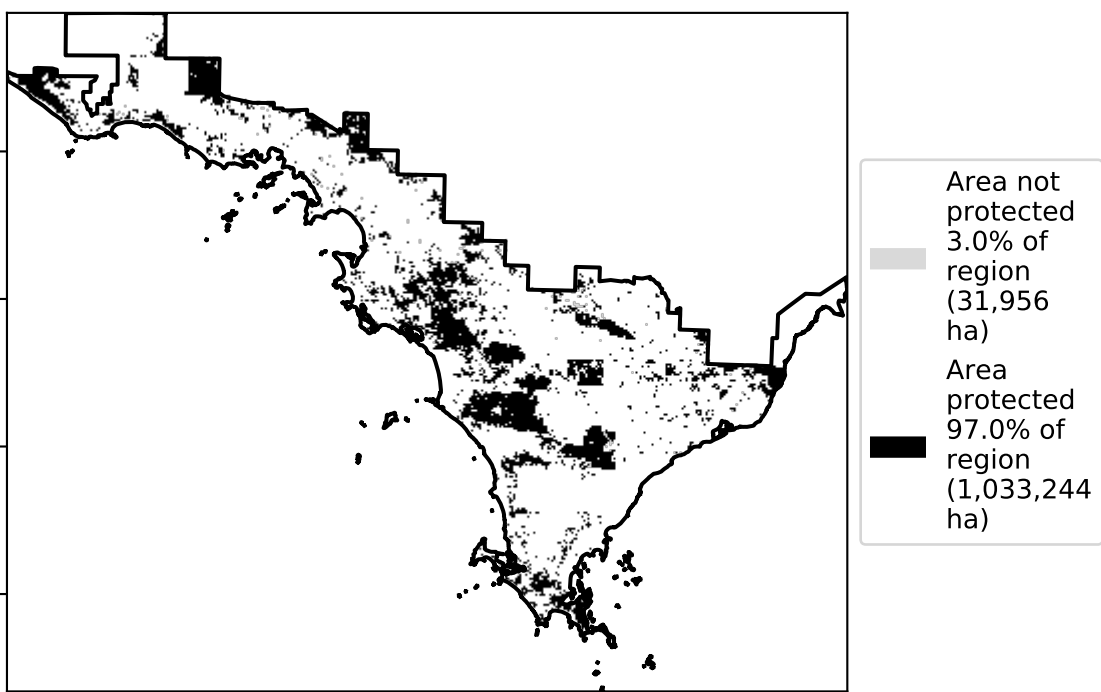 Area not
protected
3.0% of
region
(31,956
ha)
Area
protected
97.0% of
region
(1,033,244
ha)